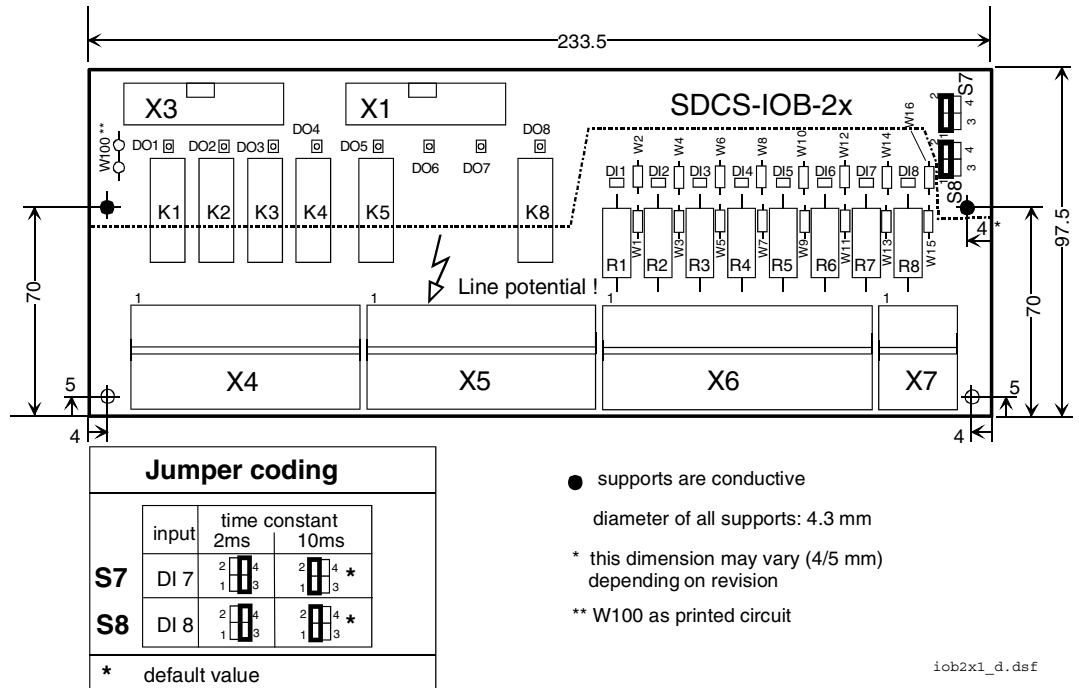 233.5
X3
X1
SDCS-IOB-2x
S7
2 4
1 3
W100 **
DO1 DO2 DO3 DO4 DO5 DO6 DO7 DO8
W2 W4 W6 W8 W10 W12 W14 W16
2 4
1 3
S8
DI1 DI2 DI3 DI4 DI5 DI6 DI7 DI8
K1 K2 K3 K4 K5 K8
W1 W3 W5 W7 W9 W11 W13 W15
R1 R2 R3 R4 R5 R6 R7 R8
4 *
97.5
70
70
Line potential !
1 1 1 1
X4 X5 X6 X7
5
5
4
4
Jumper coding
input
time constant
2ms 10ms
S7 DI 7 2 4 2 4 *
1 3 1 3
S8 DI 8 2 4 2 4 *
1 3 1 3
* default value
supports are conductive
diameter of all supports: 4.3 mm
* this dimension may vary (4/5 mm)
depending on revision
** W100 as printed circuit
iob2x1_d.dsf